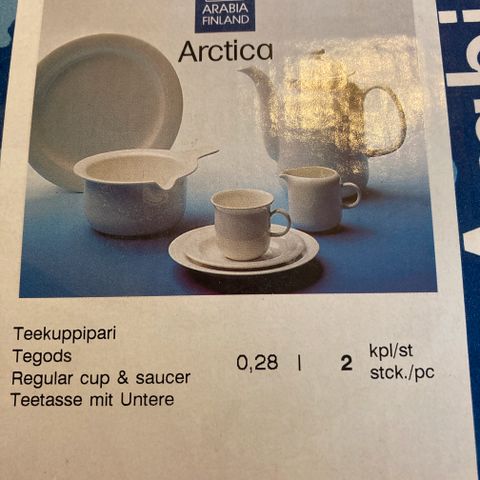 ARABIA
FINLAND
Arctica
Teekuppipari
Tegods
Regular cup & saucer
Teetasse mit Untere
0,28 l
2
kpl/st
stck./pc